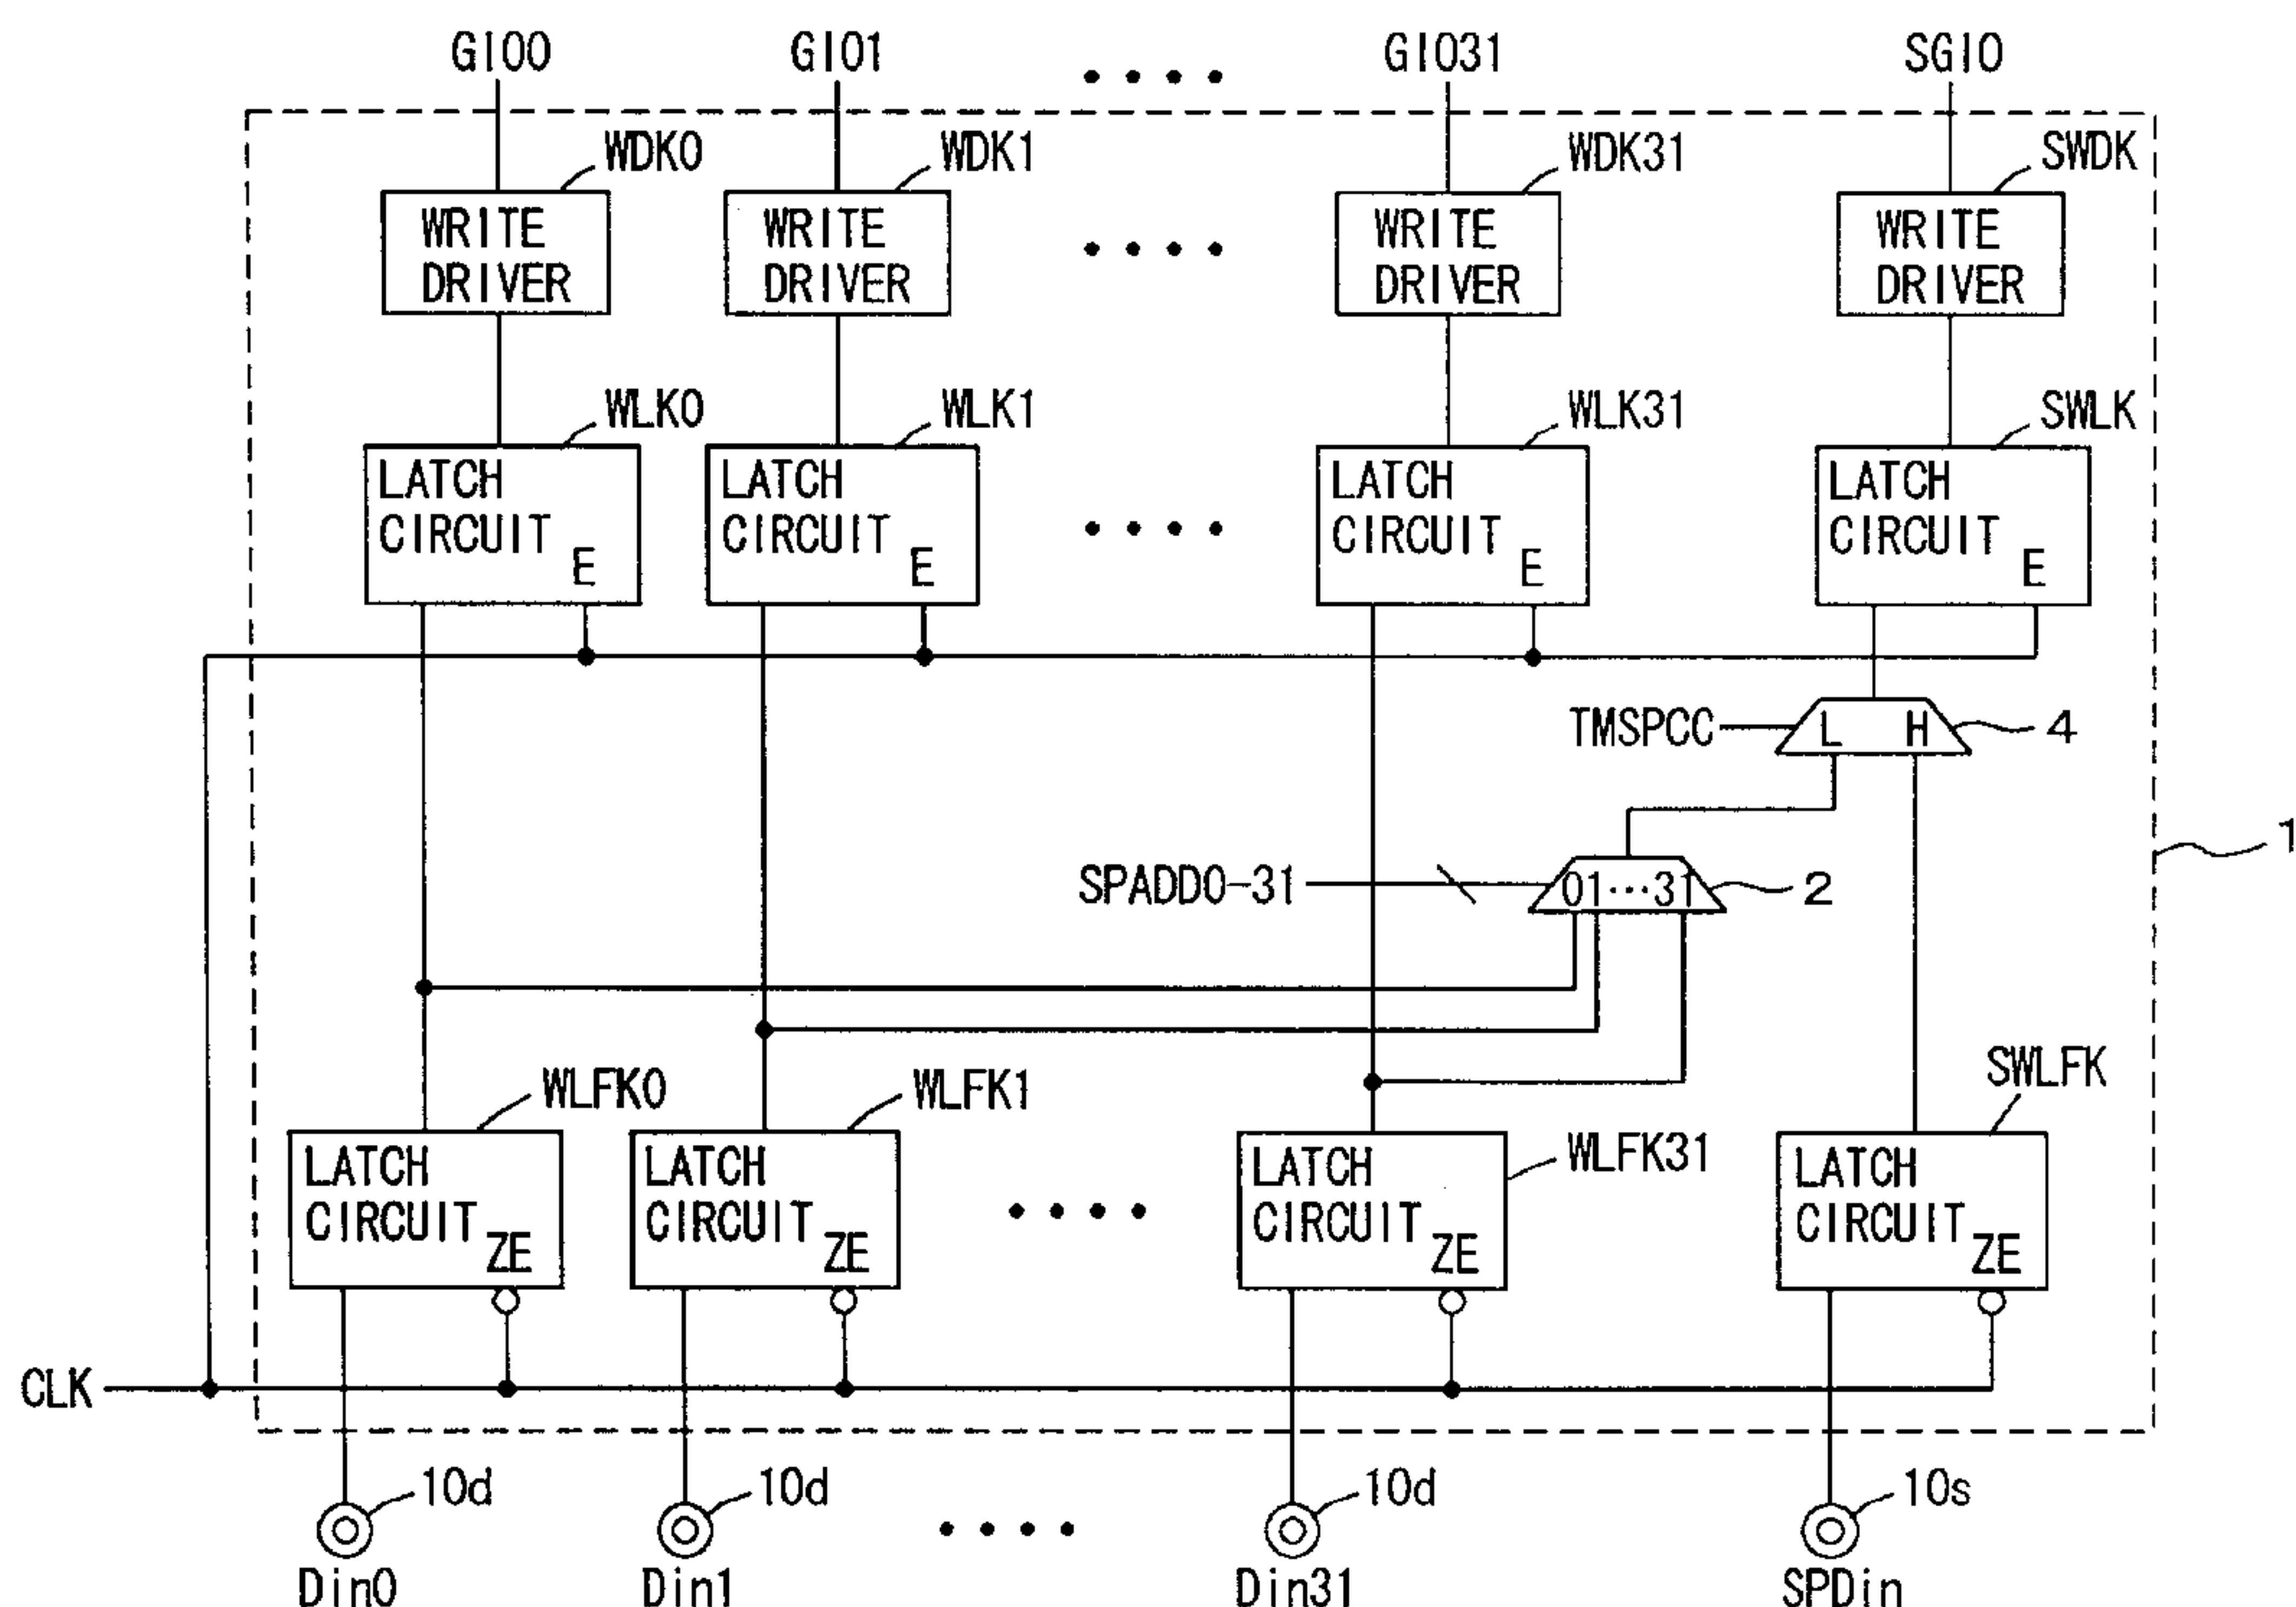 GIO0 GIO1 GIO31 SGIO
WDK0 WDK1 WDK31 SWDK
WRITE DRIVER
WRITE DRIVER
WRITE DRIVER
WRITE DRIVER
WLK0 WLK1 WLK31 SWLK
LATCH CIRCUIT E
LATCH CIRCUIT E
LATCH CIRCUIT E
LATCH CIRCUIT E
TMSPCC L H 4
1
SPADD0-31 01···31 2
WLFK0 WLFK1 WLFK31 SWLFK
LATCH CIRCUIT ZE
LATCH CIRCUIT ZE
LATCH CIRCUIT ZE
LATCH CIRCUIT ZE
CLK
10d 10d 10d 10s
Din0 Din1 Din31 SPDin